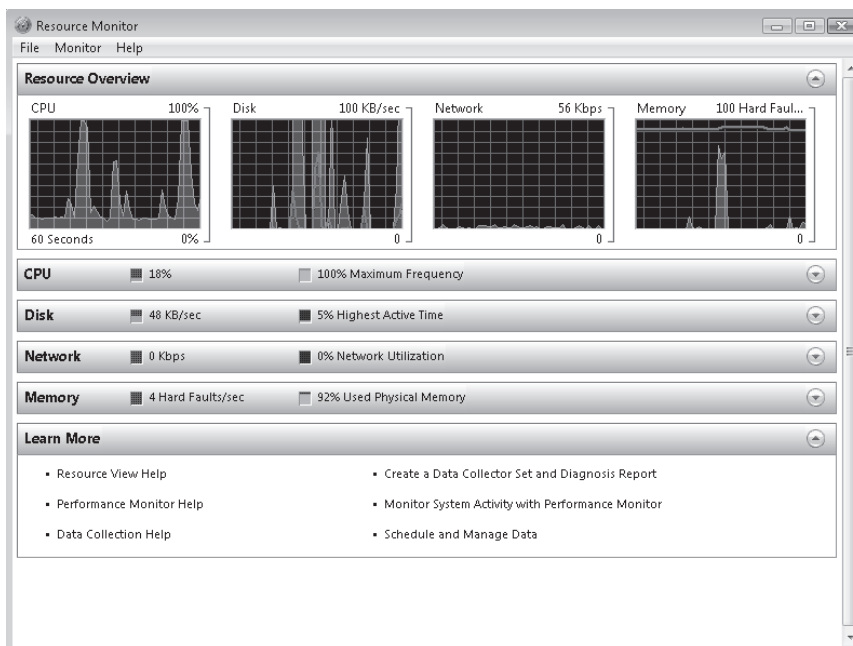 Resource Monitor
File Monitor Help
Resource Overview
CPU 100%
60 Seconds 0%
Disk 100 KB/sec
0
Network 56 Kbps
0
Memory 100 Hard Faul...
0
CPU 18% 100% Maximum Frequency
Disk 48 KB/sec 5% Highest Active Time
Network 0 Kbps 0% Network Utilization
Memory 4 Hard Faults/sec 92% Used Physical Memory
Learn More
▪ Resource View Help
▪ Create a Data Collector Set and Diagnosis Report
▪ Performance Monitor Help
▪ Monitor System Activity with Performance Monitor
▪ Data Collection Help
▪ Schedule and Manage Data